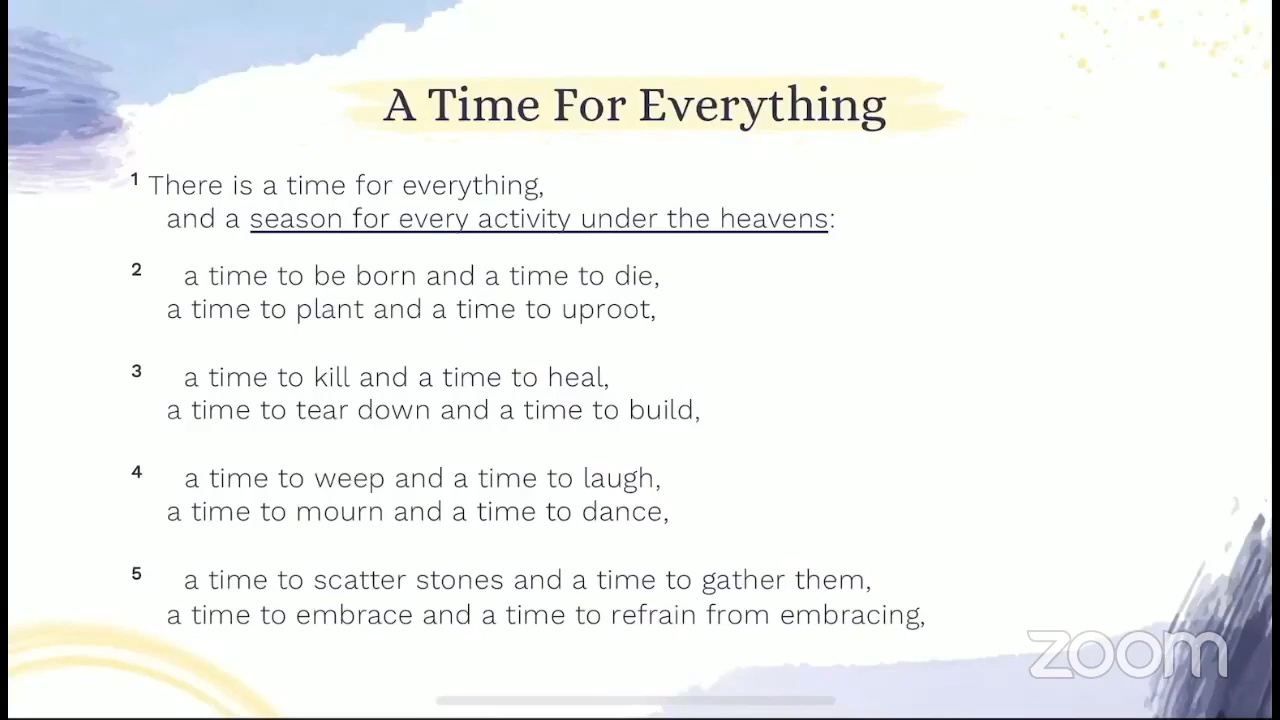 A Time For Everything
1 There is a time for everything,
and a season for every activity under the heavens:
2 a time to be born and a time to die,
a time to plant and a time to uproot,
3 a time to kill and a time to heal,
a time to tear down and a time to build,
4 a time to weep and a time to laugh,
a time to mourn and a time to dance,
5 a time to scatter stones and a time to gather them,
a time to embrace and a time to refrain from embracing,
zoom